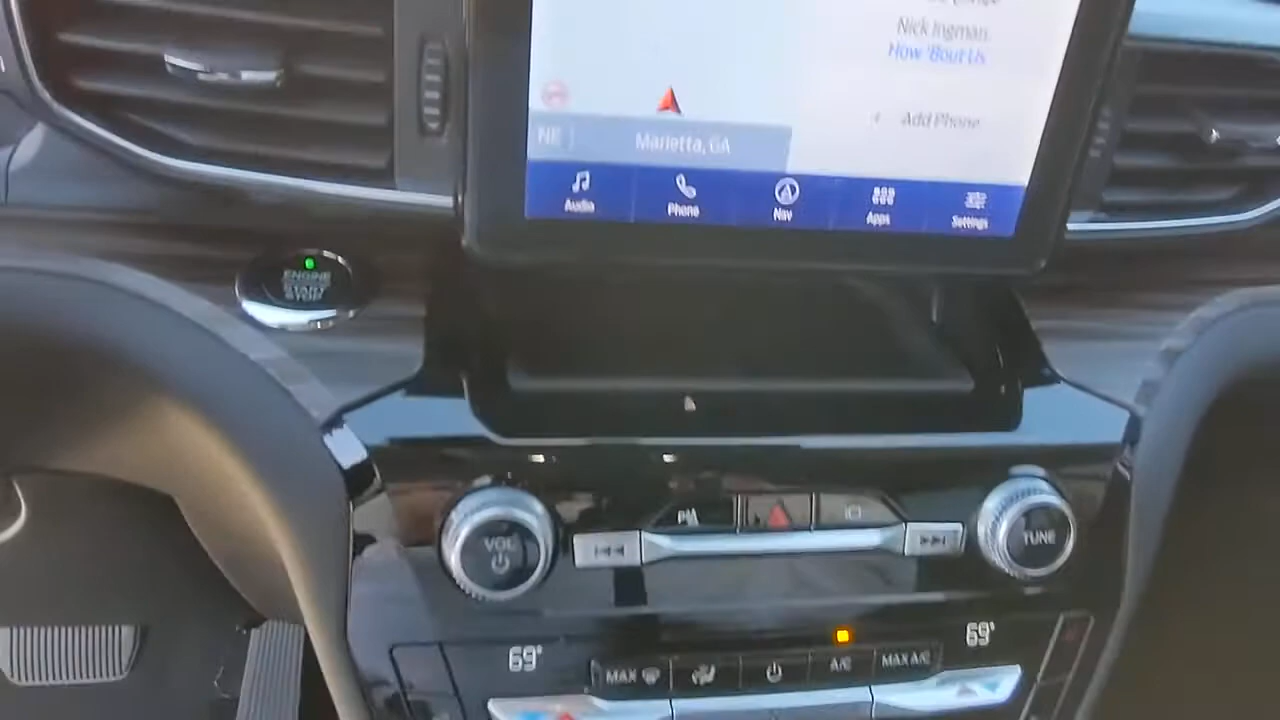 Nick Ingman
How 'Bout Us
Add Phone
NE
Marietta, GA
Audio
Phone
Nav
Apps
Settings
ENGINE
START
STOP
VOL
TUNE
69°
69°
MAX
A/C
MAX A/C